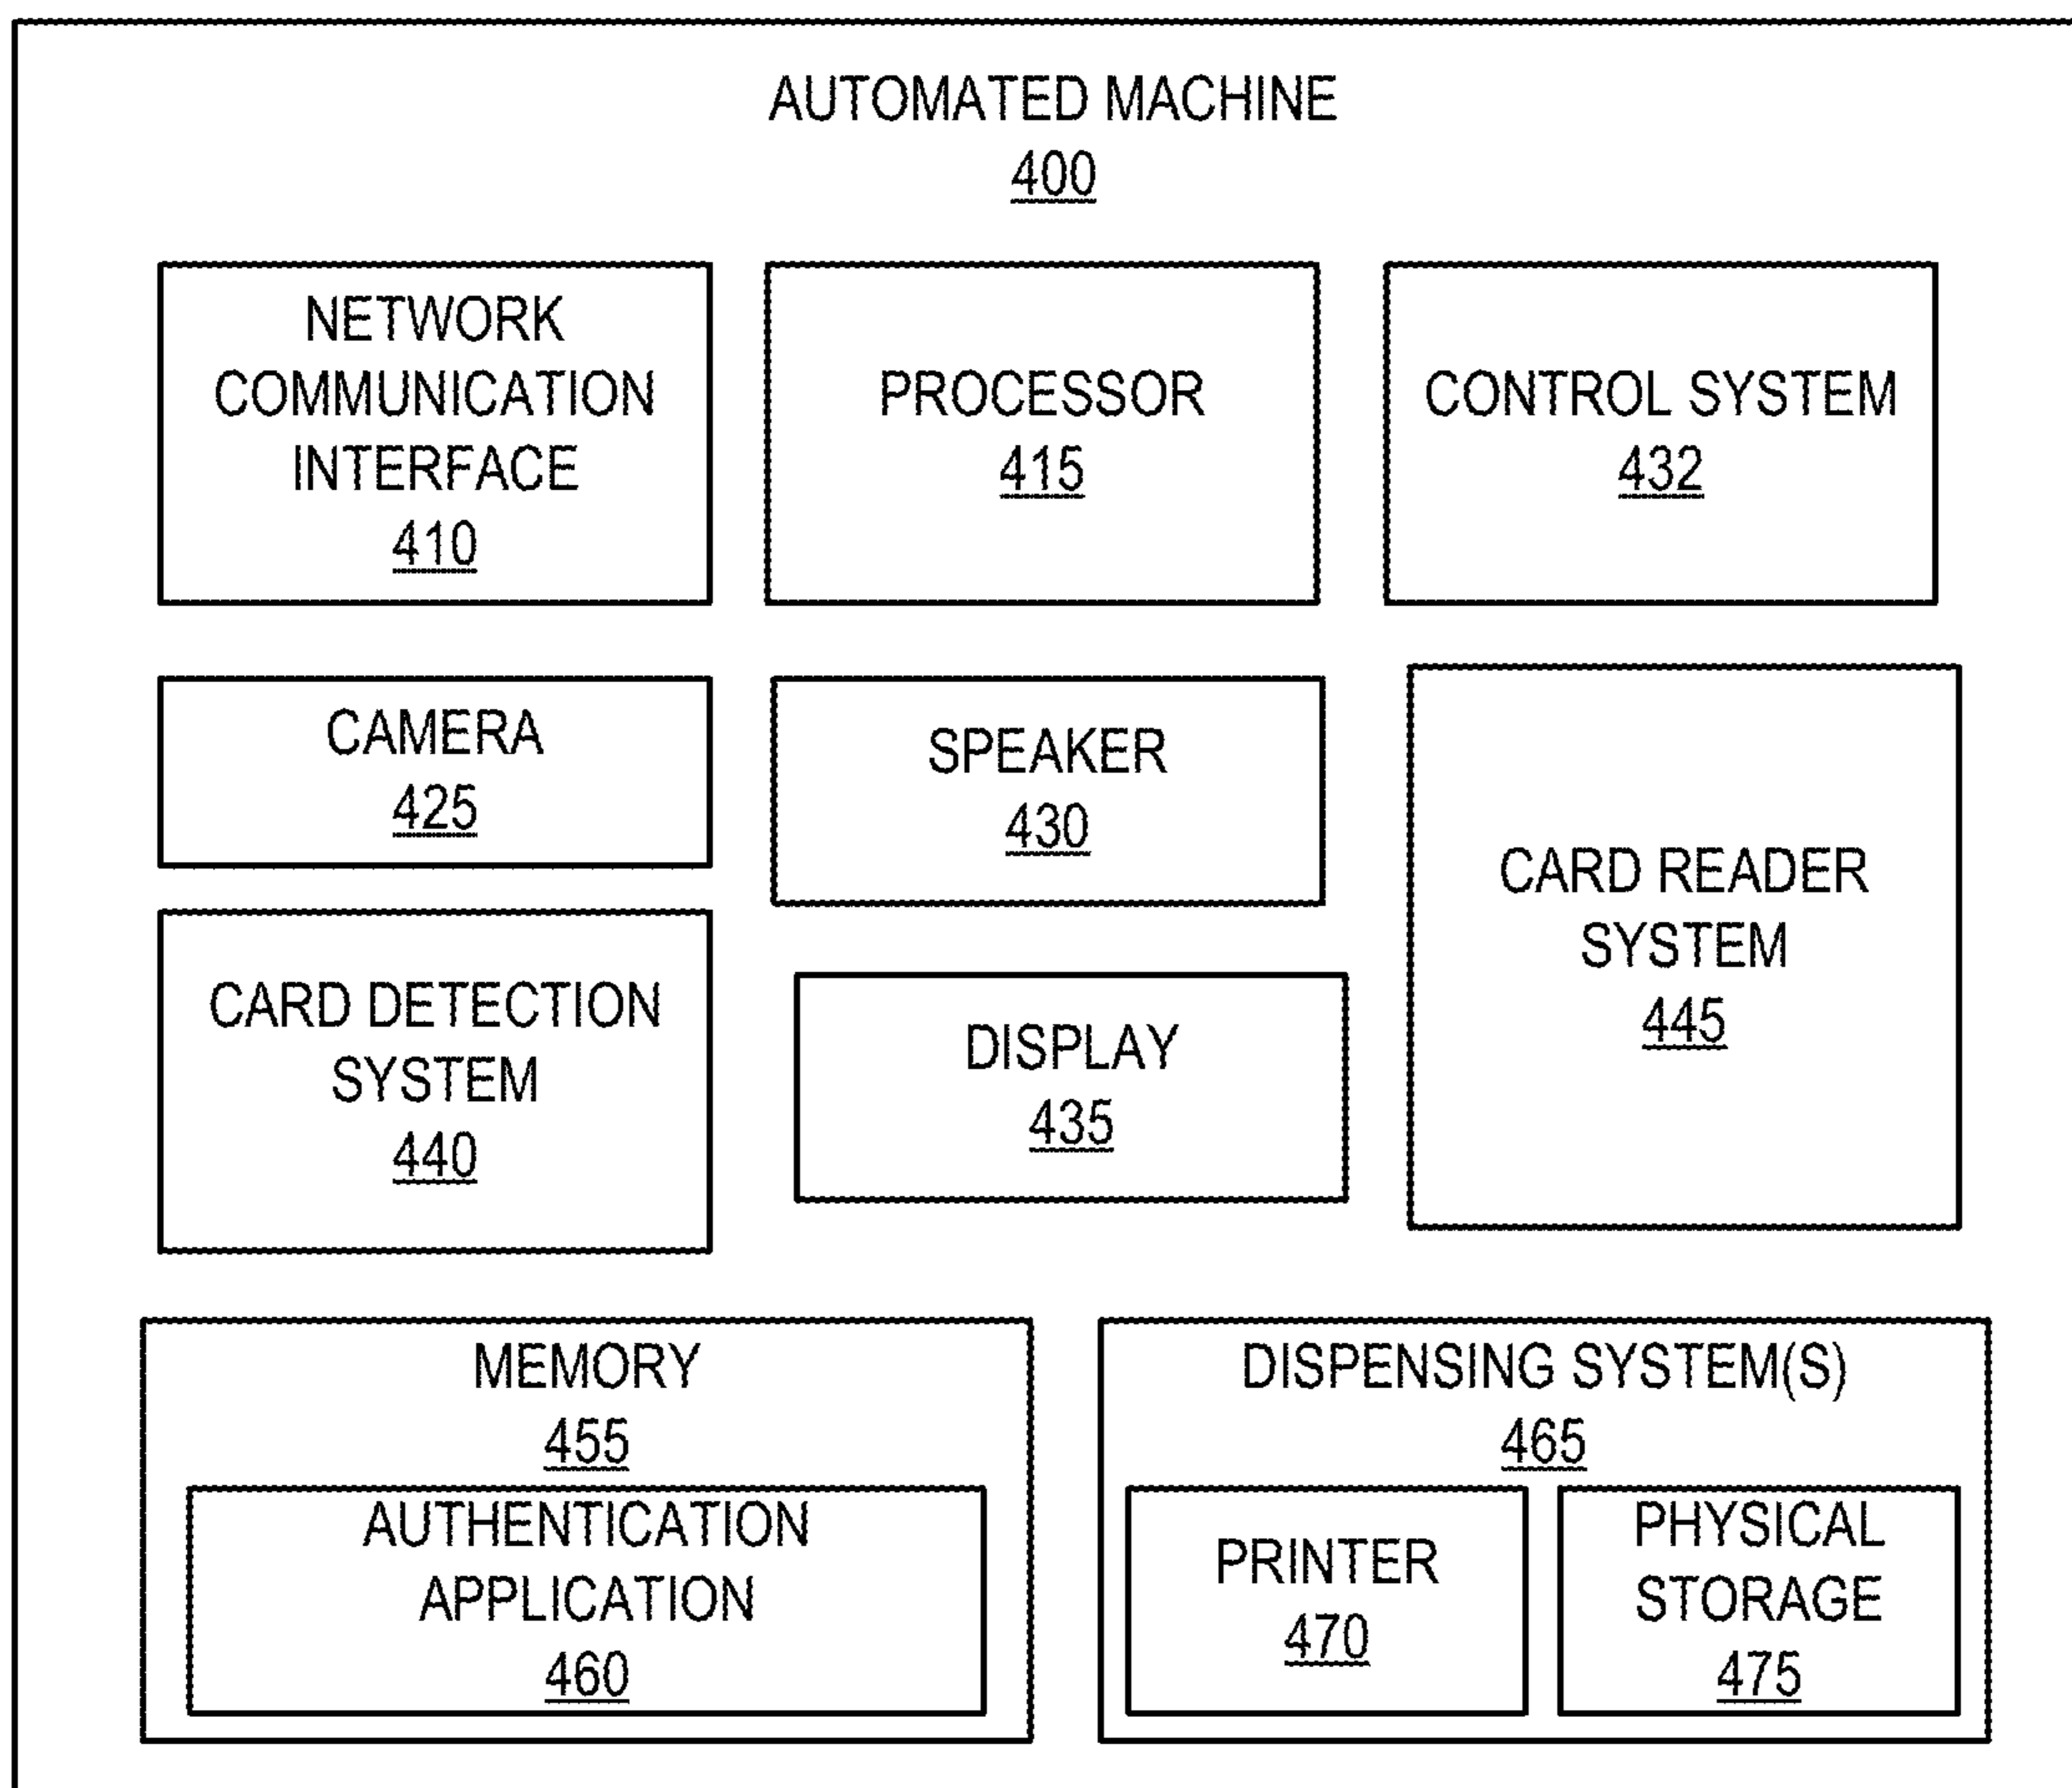 AUTOMATED MACHINE
400
NETWORK
COMMUNICATION
INTERFACE
410
PROCESSOR
415
CONTROL SYSTEM
432
CAMERA
425
SPEAKER
430
CARD READER
SYSTEM
445
CARD DETECTION
SYSTEM
440
DISPLAY
435
MEMORY
455
AUTHENTICATION
APPLICATION
460
DISPENSING SYSTEM(S)
465
PRINTER
470
PHYSICAL
STORAGE
475